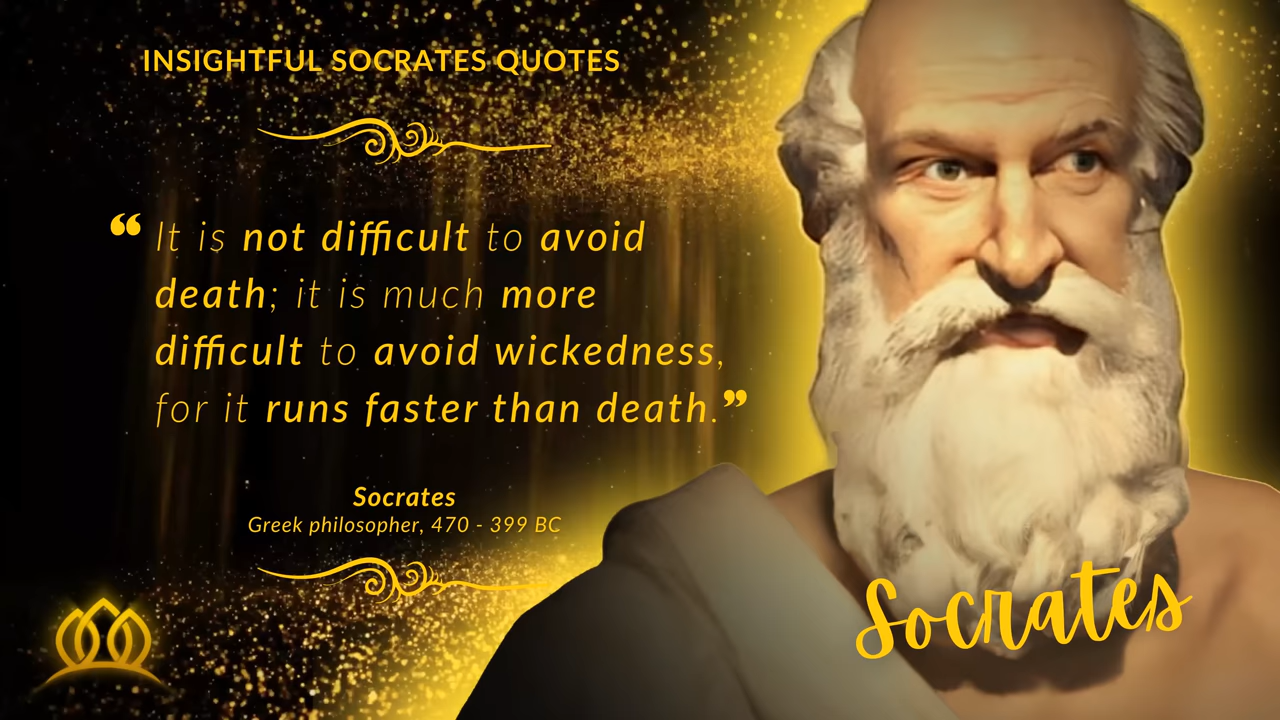 INSIGHTFUL SOCRATES QUOTES
“It is not difficult to avoid
death; it is much more
difficult to avoid wickedness,
for it runs faster than death.”
Socrates
Greek philosopher, 470 - 399 BC
Socrates